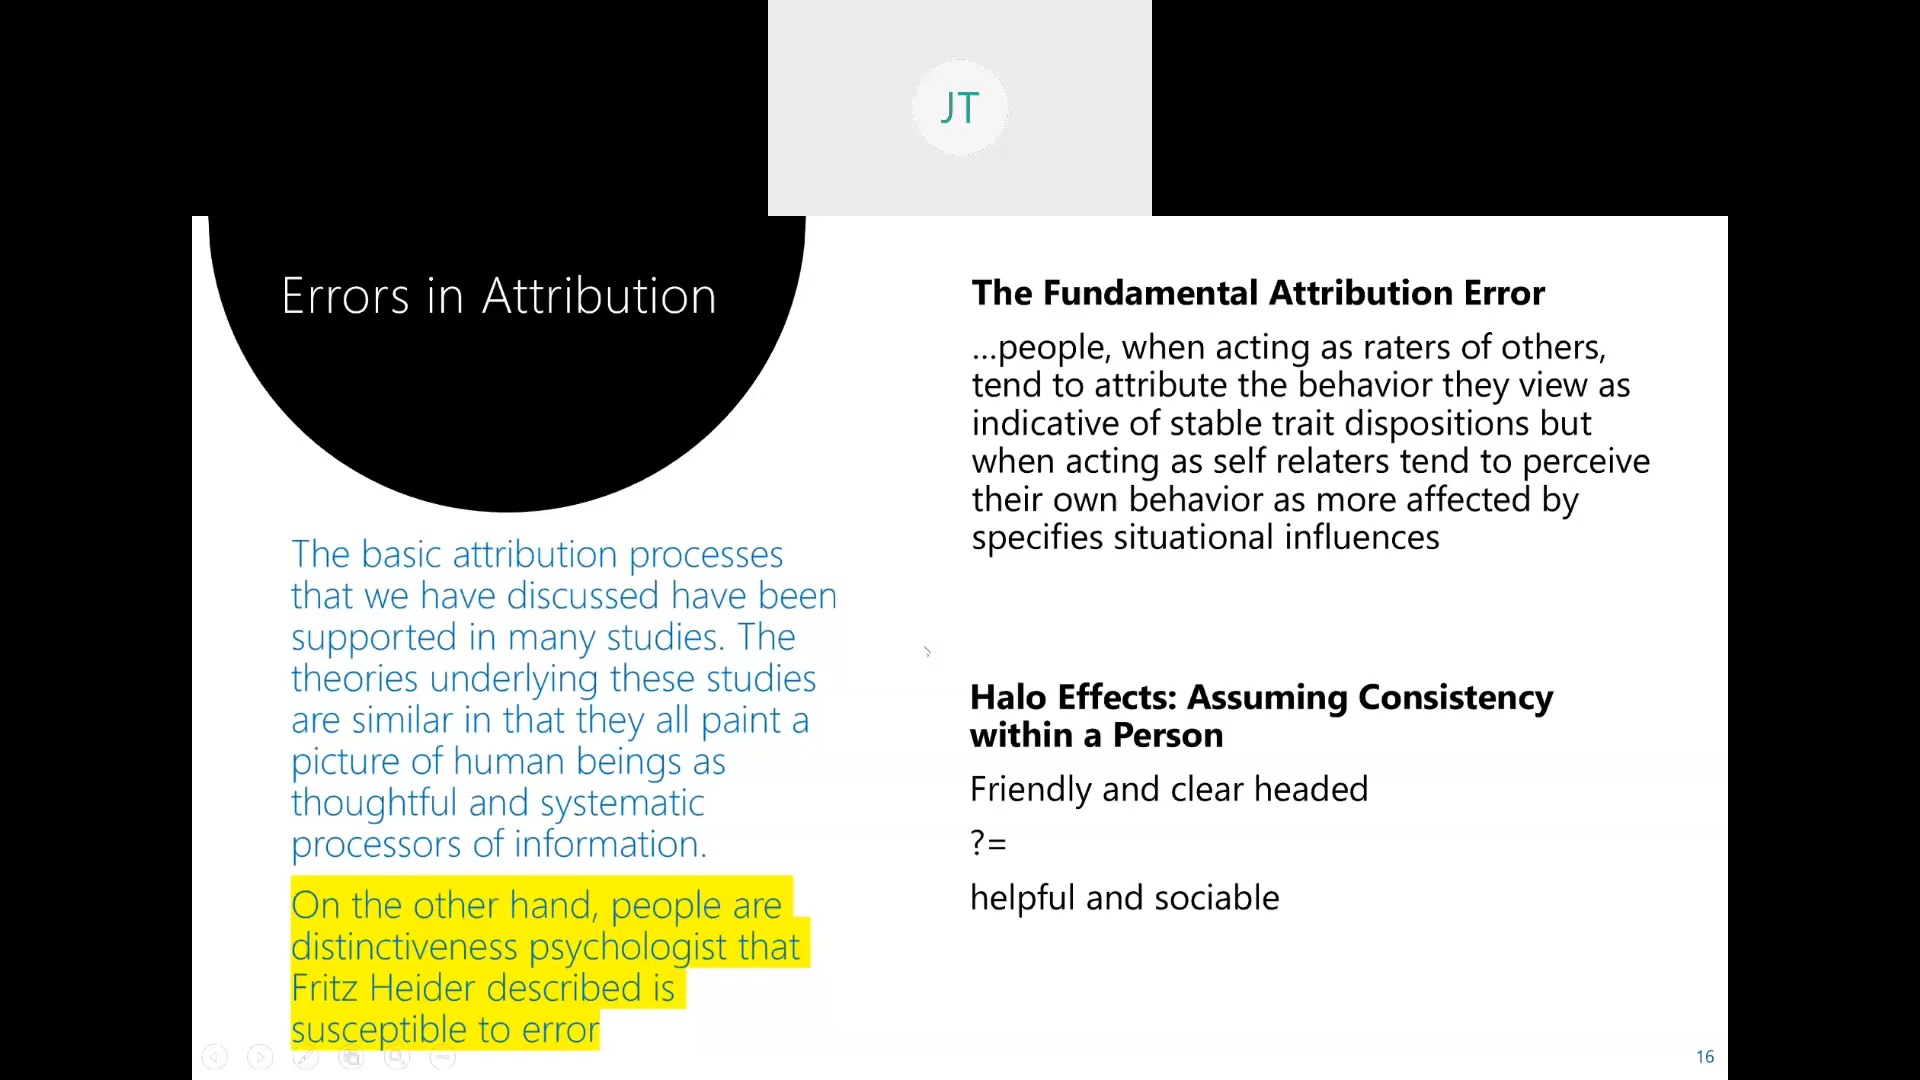 JT
Errors in Attribution
The basic attribution processes
that we have discussed have been
supported in many studies. The
theories underlying these studies
are similar in that they all paint a
picture of human beings as
thoughtful and systematic
processors of information.
On the other hand, people are
distinctiveness psychologist that
Fritz Heider described is
susceptible to error
The Fundamental Attribution Error
...people, when acting as raters of others,
tend to attribute the behavior they view as
indicative of stable trait dispositions but
when acting as self relaters tend to perceive
their own behavior as more affected by
specifies situational influences
Halo Effects: Assuming Consistency
within a Person
Friendly and clear headed
?=
helpful and sociable
16